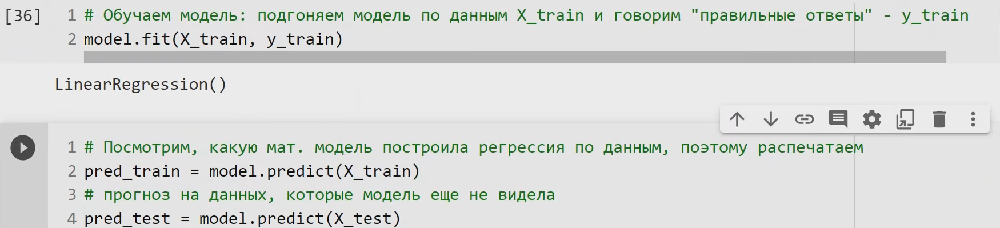 [36] 1 # Обучаем модель: подгоняем модель по данным X_train и говорим "правильные ответы" - y_train
2 model.fit(X_train, y_train)
LinearRegression()
1 # Посмотрим, какую мат. модель построила регрессия по данным, поэтому распечатаем
2 pred_train = model.predict(X_train)
3 # прогноз на данных, которые модель еще не видела
4 pred_test = model.predict(X_test)